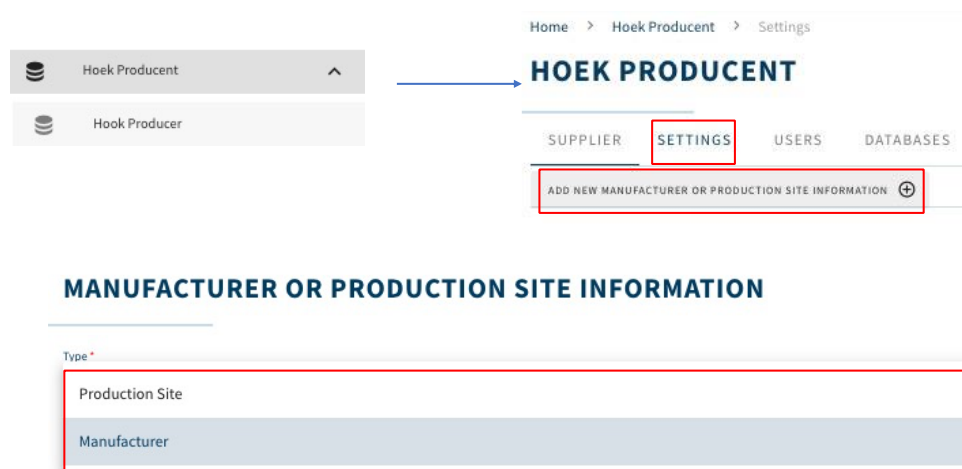 Hoek Producent
Hook Producer
Home > Hoek Producent > Settings
HOEK PRODUCENT
SUPPLIER SETTINGS USERS DATABASES
ADD NEW MANUFACTURER OR PRODUCTION SITE INFORMATION
MANUFACTURER OR PRODUCTION SITE INFORMATION
Type *
Production Site
Manufacturer